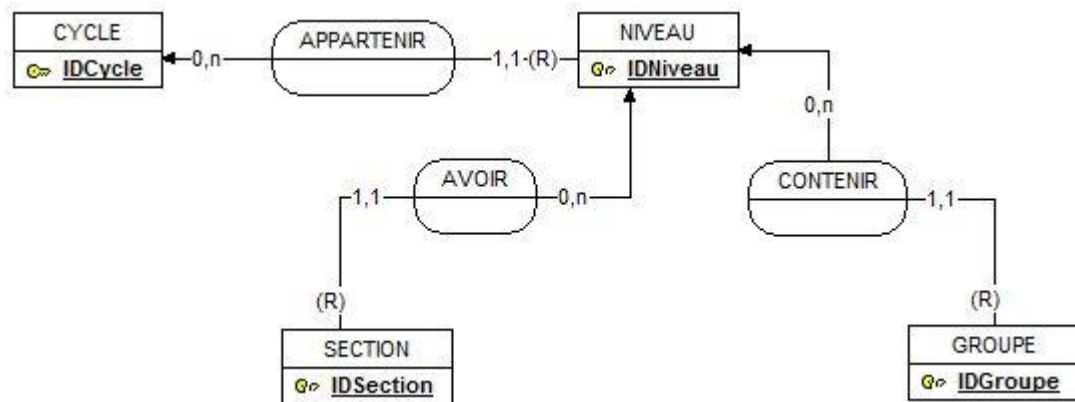 CYCLE
IDCycle
0,n
APPARTENIR
1,1-(R)
NIVEAU
IDNiveau
0,n
AVOIR
1,1
0,n
CONTENIR
1,1
(R)
(R)
SECTION
IDSection
GROUPE
IDGroupe